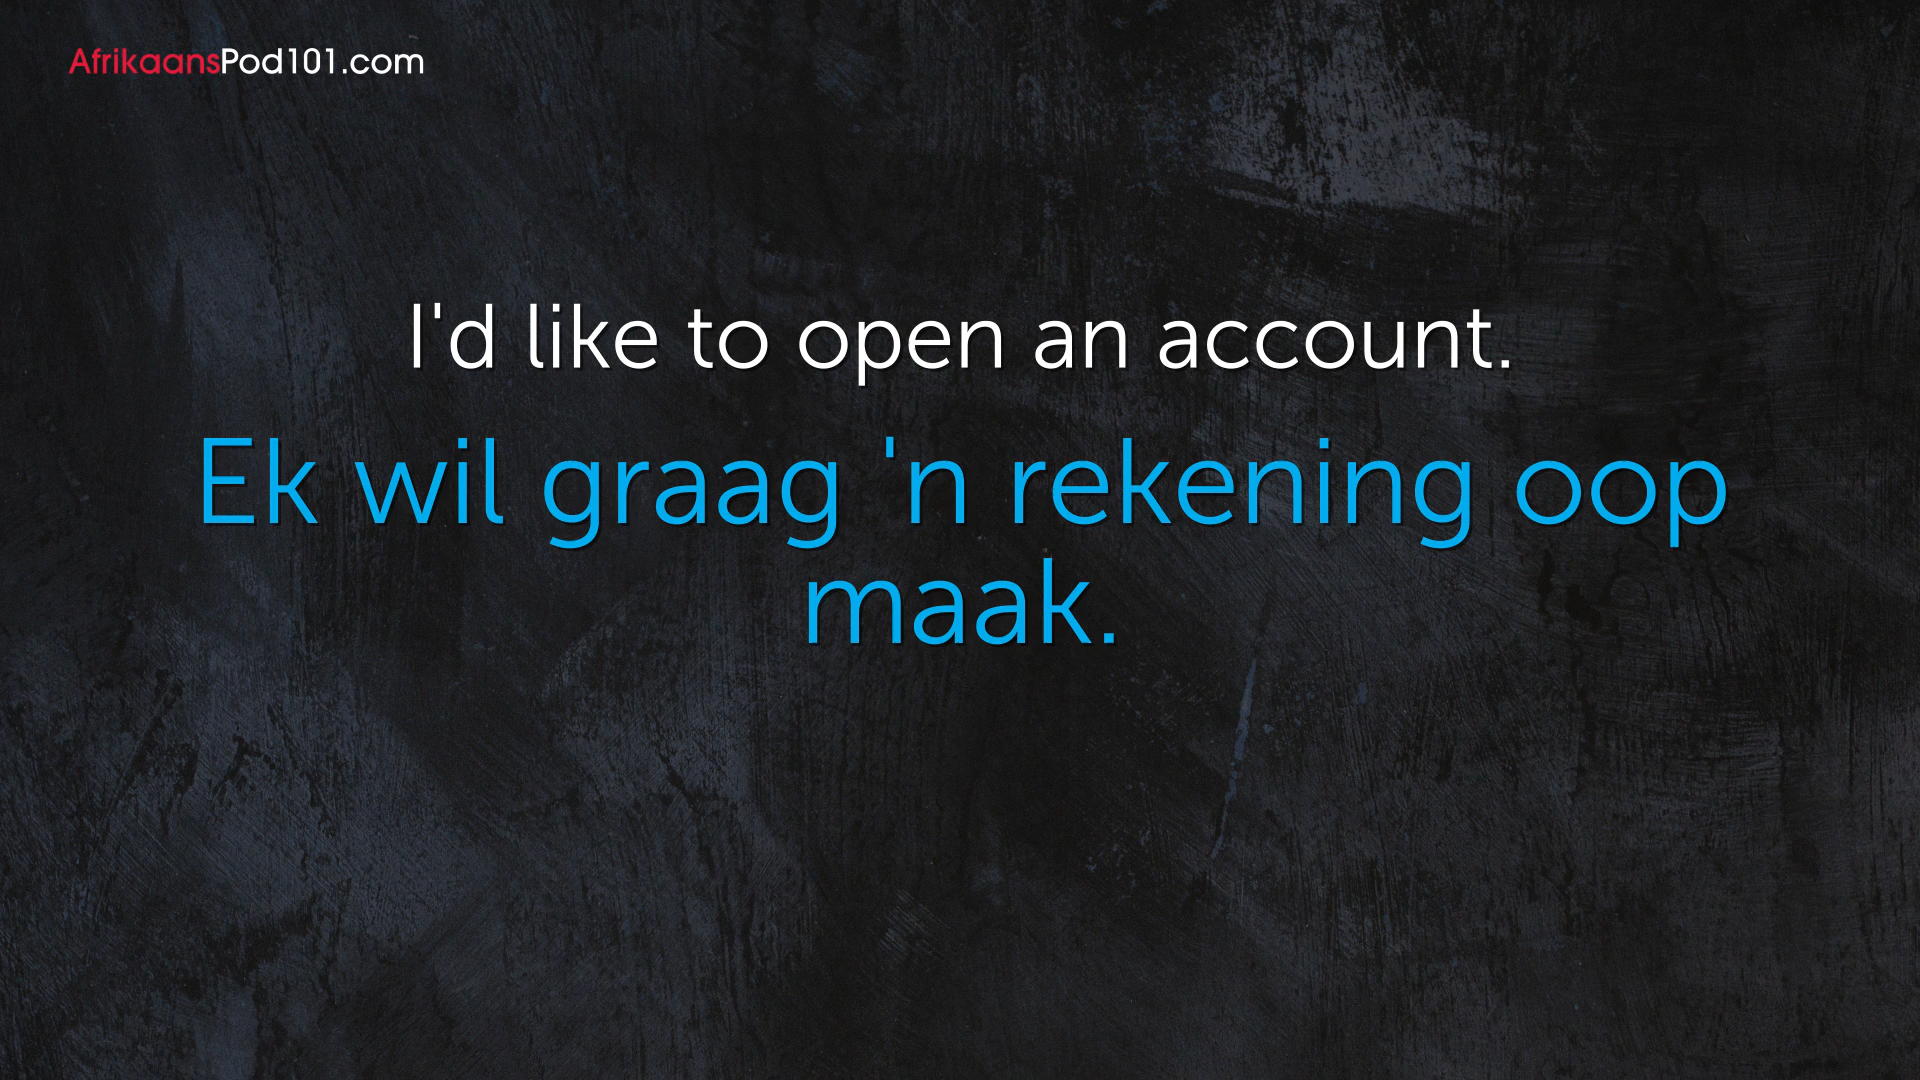 AfrikaansPod101.com
I'd like to open an account.
Ek wil graag 'n rekening oop
maak.